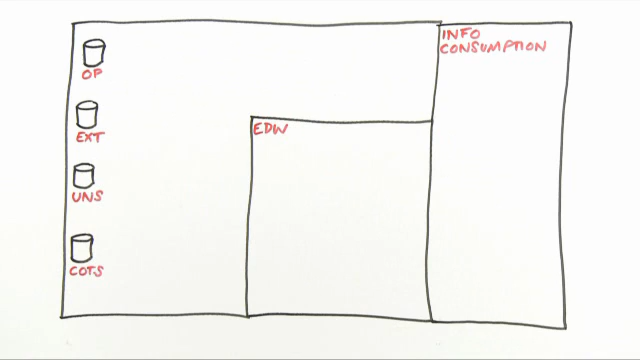 OP
EXT
UNS
COTS
EDW
INFO
CONSUMPTION